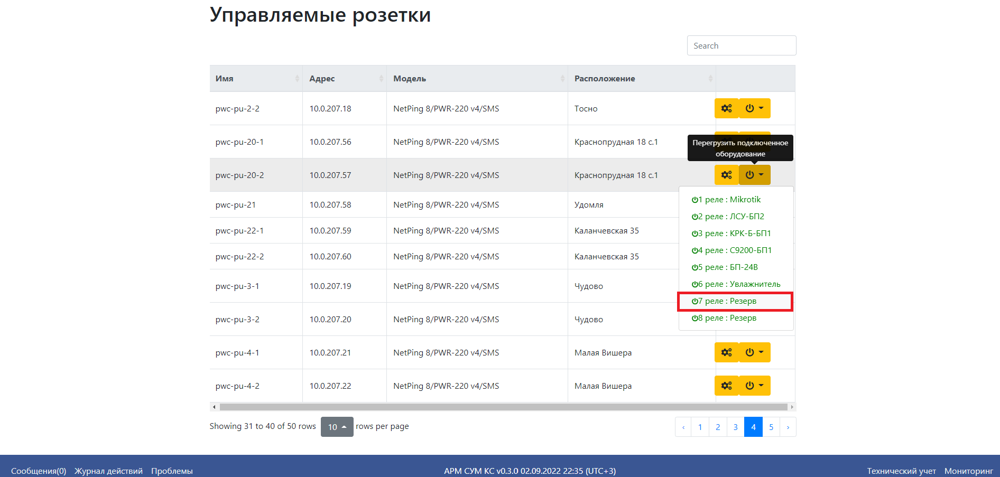 Управляемые розетки
Search
Имя Адрес Модель Расположение
pwc-pu-2-2 10.0.207.18 NetPing 8/PWR-220 v4/SMS Тосно
pwc-pu-20-1 10.0.207.56 NetPing 8/PWR-220 v4/SMS Краснопрудная 18 с.1
Перегрузить подключенное
оборудование
pwc-pu-20-2 10.0.207.57 NetPing 8/PWR-220 v4/SMS Краснопрудная 18 с.1
pwc-pu-21 10.0.207.58 NetPing 8/PWR-220 v4/SMS Удомля
pwc-pu-22-1 10.0.207.59 NetPing 8/PWR-220 v4/SMS Каланчевская 35
pwc-pu-22-2 10.0.207.60 NetPing 8/PWR-220 v4/SMS Каланчевская 35
pwc-pu-3-1 10.0.207.19 NetPing 8/PWR-220 v4/SMS Чудово
pwc-pu-3-2 10.0.207.20 NetPing 8/PWR-220 v4/SMS Чудово
1 реле : Mikrotik
2 реле : ЛСУ-БП2
3 реле : КРК-Б-БП1
4 реле : С9200-БП1
5 реле : БП-24В
6 реле : Увлажнитель
7 реле : Резерв
8 реле : Резерв
pwc-pu-4-1 10.0.207.21 NetPing 8/PWR-220 v4/SMS Малая Вишера
pwc-pu-4-2 10.0.207.22 NetPing 8/PWR-220 v4/SMS Малая Вишера
Showing 31 to 40 of 50 rows 10 rows per page ‹ 1 2 3 4 5 ›
Сообщения(0) Журнал действий Проблемы АРМ СУМ КС v0.3.0 02.09.2022 22:35 (UTC+3) Технический учет Мониторинг